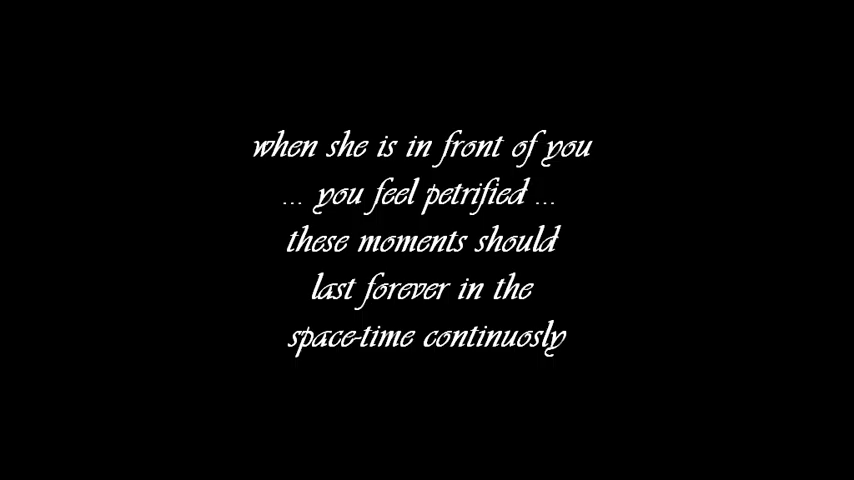 when she is in front of you
... you feel petrified ...
these moments should
last forever in the
space-time continuosly